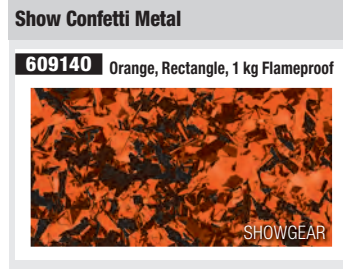 Show Confetti Metal
609140 Orange, Rectangle, 1 kg Flameproof
SHOWGEAR